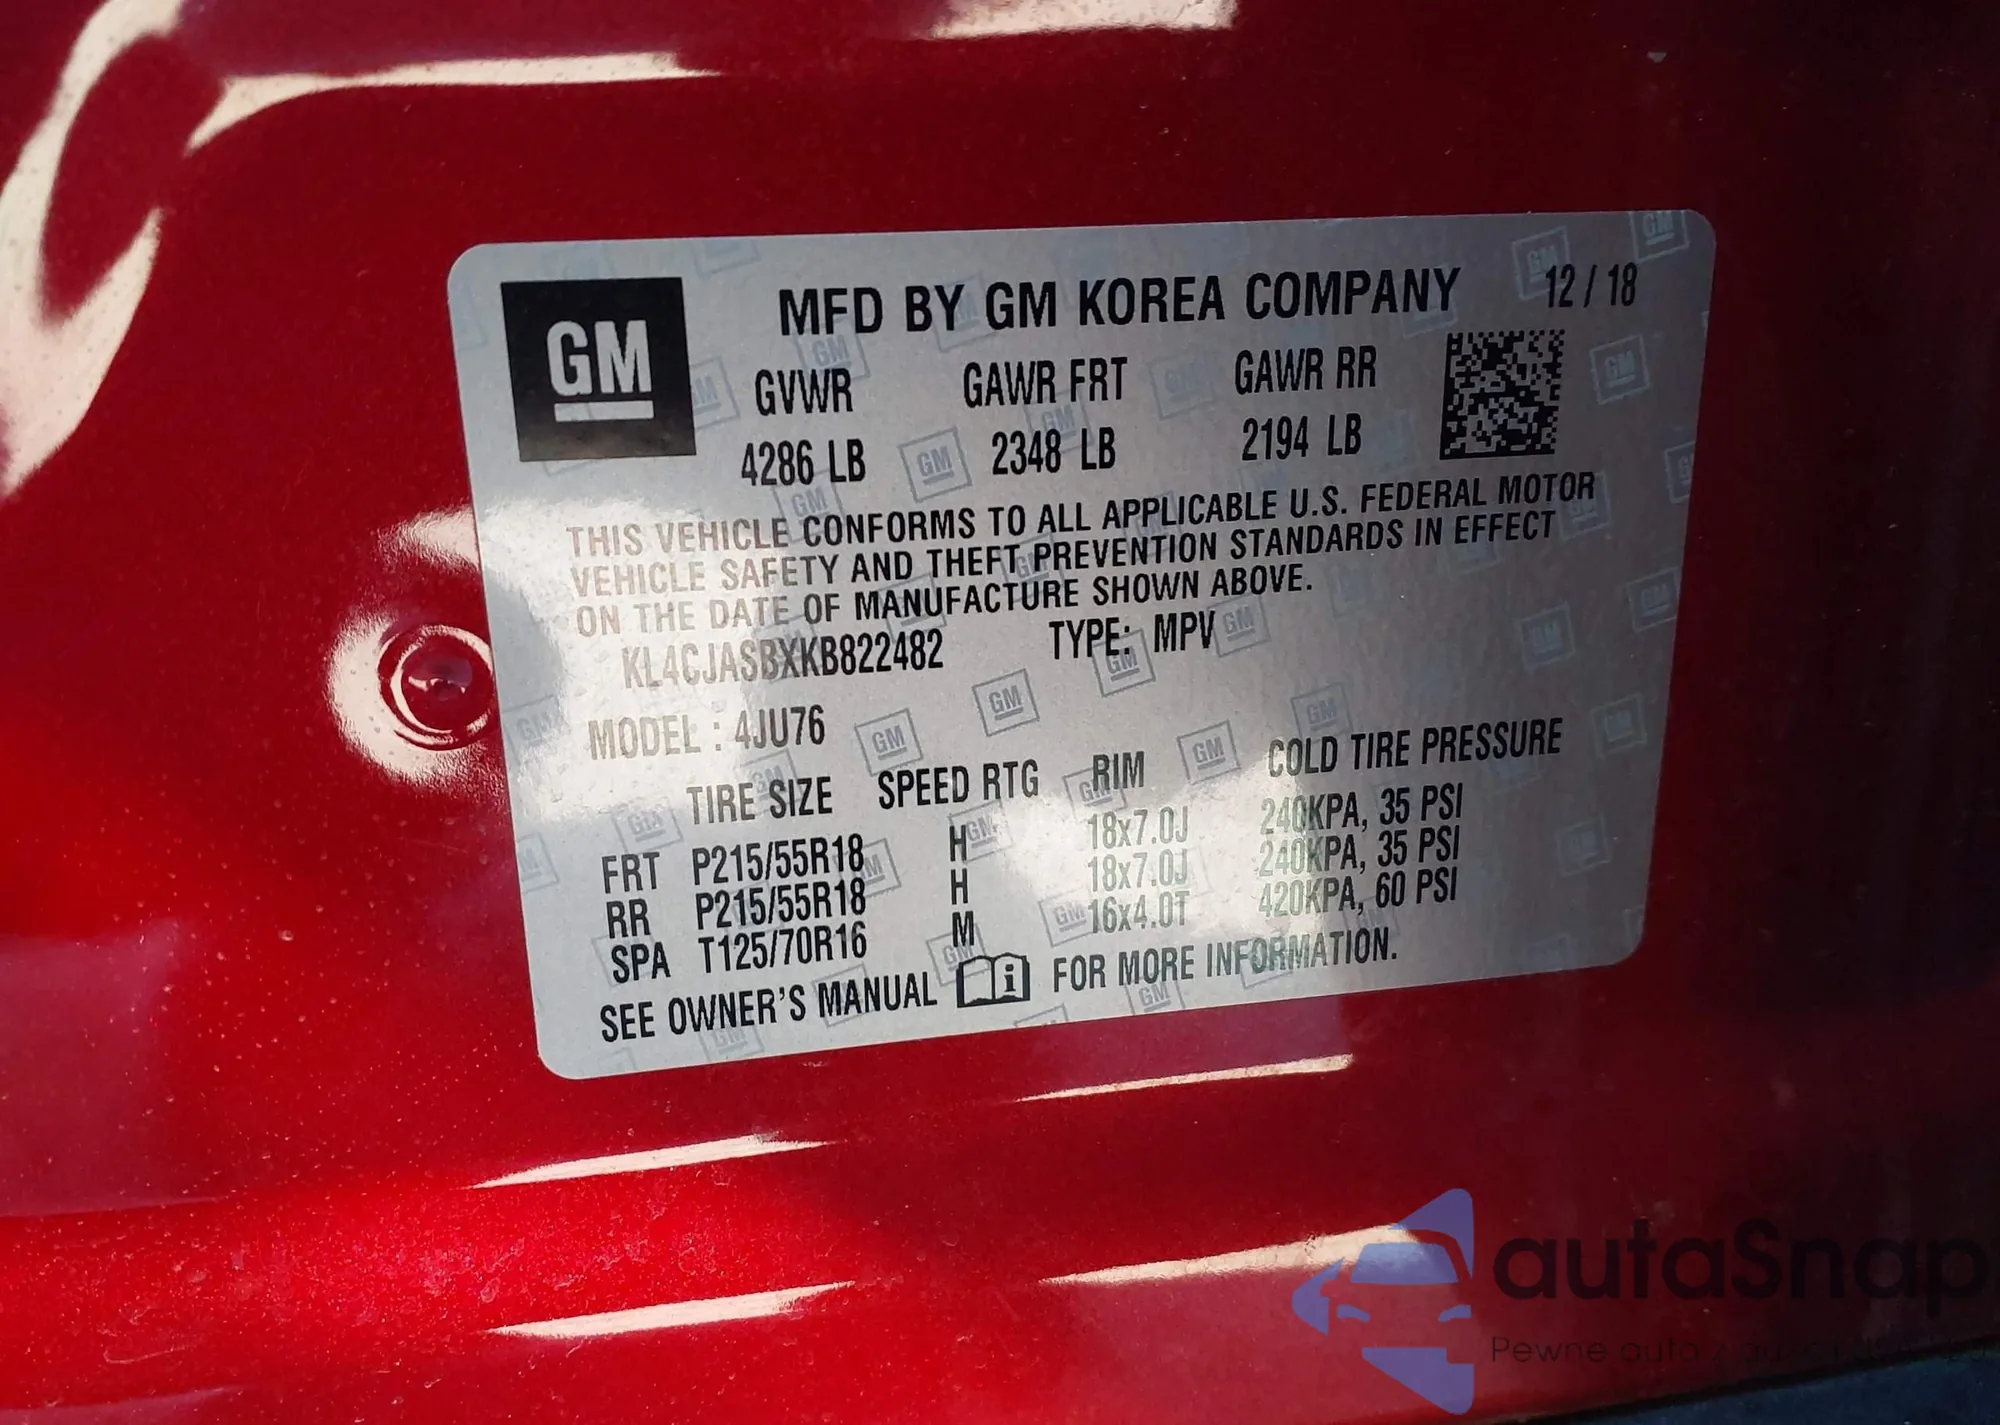 GM
MFD BY GM KOREA COMPANY 12 / 18
GVWR GAWR FRT GAWR RR
4286 LB 2348 LB 2194 LB
THIS VEHICLE CONFORMS TO ALL APPLICABLE U.S. FEDERAL MOTOR
VEHICLE SAFETY AND THEFT PREVENTION STANDARDS IN EFFECT
ON THE DATE OF MANUFACTURE SHOWN ABOVE.
KL4CJASBXKB822482 TYPE: MPV
MODEL : 4JU76
TIRE SIZE SPEED RTG RIM COLD TIRE PRESSURE
FRT P215/55R18 H 18x7.0J 240KPA, 35 PSI
RR P215/55R18 H 18x7.0J 240KPA, 35 PSI
SPA T125/70R16 M 16x4.0T 420KPA, 60 PSI
SEE OWNER'S MANUAL FOR MORE INFORMATION.
autaSnap
Pewne auto z